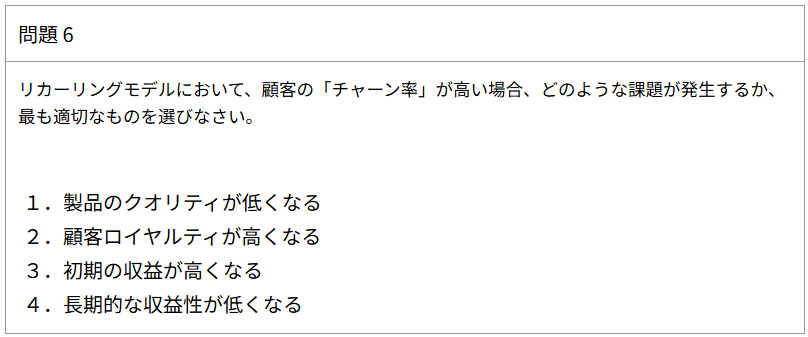 問題 6
リカーリングモデルにおいて、顧客の「チャーン率」が高い場合、どのような課題が発生するか、
最も適切なものを選びなさい。
１．製品のクオリティが低くなる
２．顧客ロイヤルティが高くなる
３．初期の収益が高くなる
４．長期的な収益性が低くなる